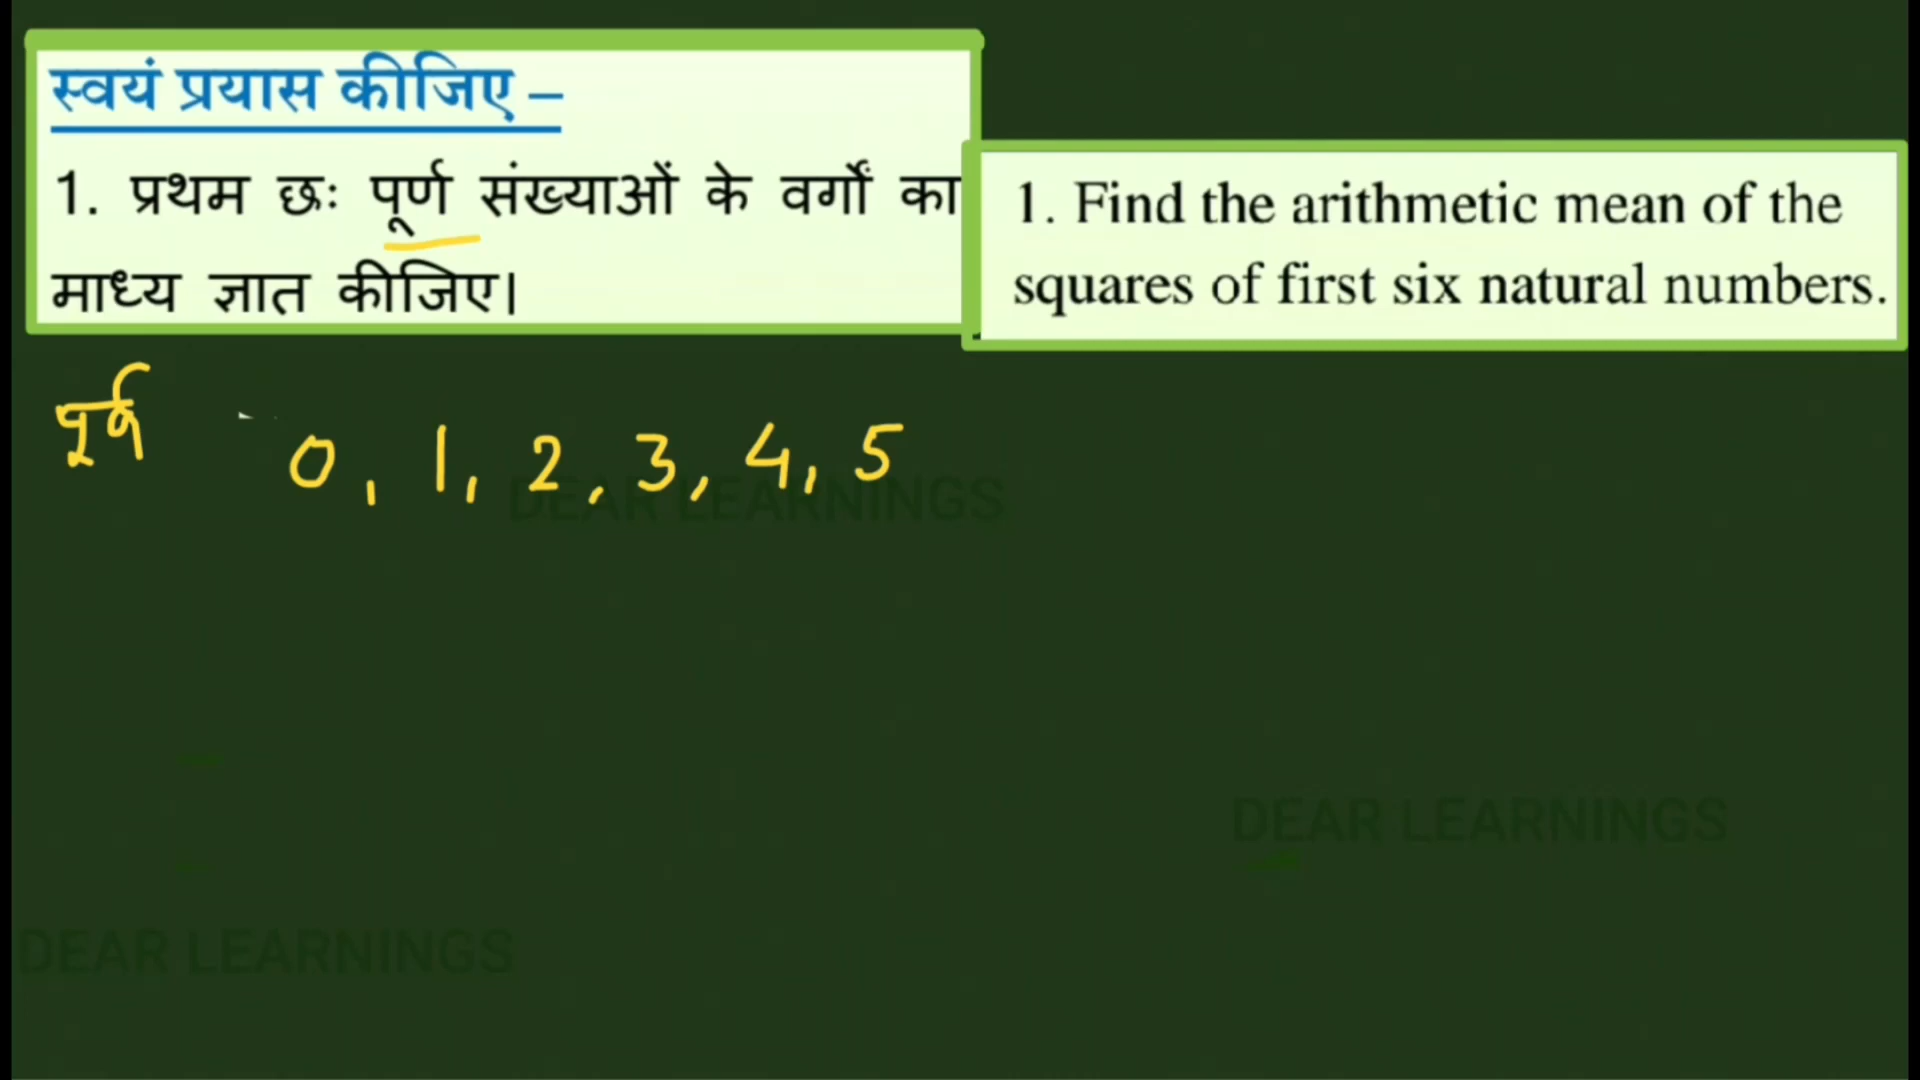 स्वयं प्रयास कीजिए –
1. प्रथम छः पूर्ण संख्याओं के वर्गों का
माध्य ज्ञात कीजिए।
1. Find the arithmetic mean of the
squares of first six natural numbers.
पूर्ण 0, 1, 2, 3, 4, 5
DEAR LEARNINGS
DEAR LEARNINGS
DEAR LEARNINGS